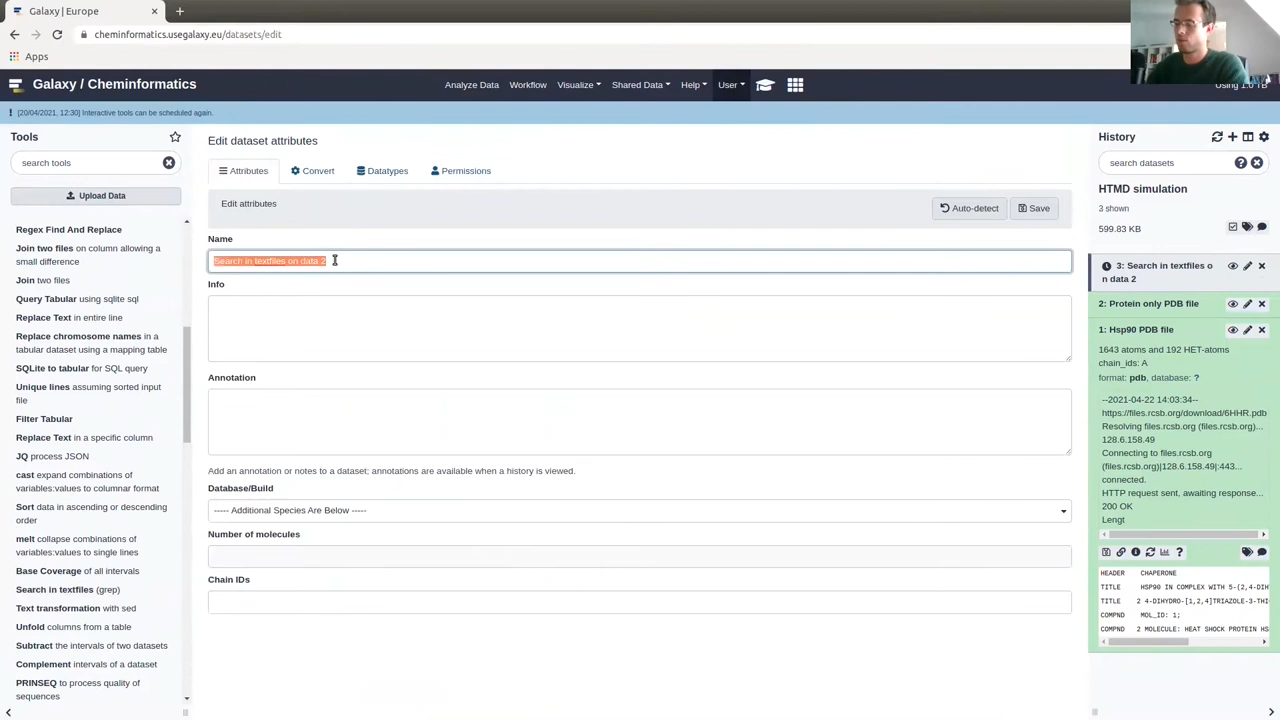 Galaxy | Europe
cheminformatics.usegalaxy.eu/datasets/edit
Apps
Galaxy / Cheminformatics
Analyze Data Workflow Visualize Shared Data Help User
Using 1.0 TB
[20/04/2021, 12:30] Interactive tools can be scheduled again.
Tools
search tools
Upload Data
Regex Find And Replace
Join two files on column allowing a
small difference
Join two files
Query Tabular using sqlite sql
Replace Text in entire line
Replace chromosome names in a
tabular dataset using a mapping table
SQLite to tabular for SQL query
Unique lines assuming sorted input
file
Filter Tabular
Replace Text in a specific column
JQ process JSON
cast expand combinations of
variables:values to columnar format
Sort data in ascending or descending
order
melt collapse combinations of
variables:values to single lines
Base Coverage of all intervals
Search in textfiles (grep)
Text transformation with sed
Unfold columns from a table
Subtract the intervals of two datasets
Complement intervals of a dataset
PRINSEQ to process quality of
sequences
Edit dataset attributes
Attributes Convert Datatypes Permissions
Edit attributes
Auto-detect Save
Name
Search in textfiles on data 2
Info
Annotation
Add an annotation or notes to a dataset; annotations are available when a history is viewed.
Database/Build
----- Additional Species Are Below -----
Number of molecules
Chain IDs
History
search datasets
HTMD simulation
3 shown
599.83 KB
3: Search in textfiles o
n data 2
2: Protein only PDB file
1: Hsp90 PDB file
1643 atoms and 192 HET-atoms
chain_ids: A
format: pdb, database: ?
--2021-04-22 14:03:34--
https://files.rcsb.org/download/6HHR.pdb
Resolving files.rcsb.org (files.rcsb.org)...
128.6.158.49
Connecting to files.rcsb.org
(files.rcsb.org)|128.6.158.49|:443...
connected.
HTTP request sent, awaiting response...
200 OK
Lengt
HEADER CHAPERONE
TITLE HSP90 IN COMPLEX WITH 5-(2,4-DIH
TITLE 2 4-DIHYDRO-[1,2,4]TRIAZOLE-3-THI
COMPND MOL_ID: 1;
COMPND 2 MOLECULE: HEAT SHOCK PROTEIN HS